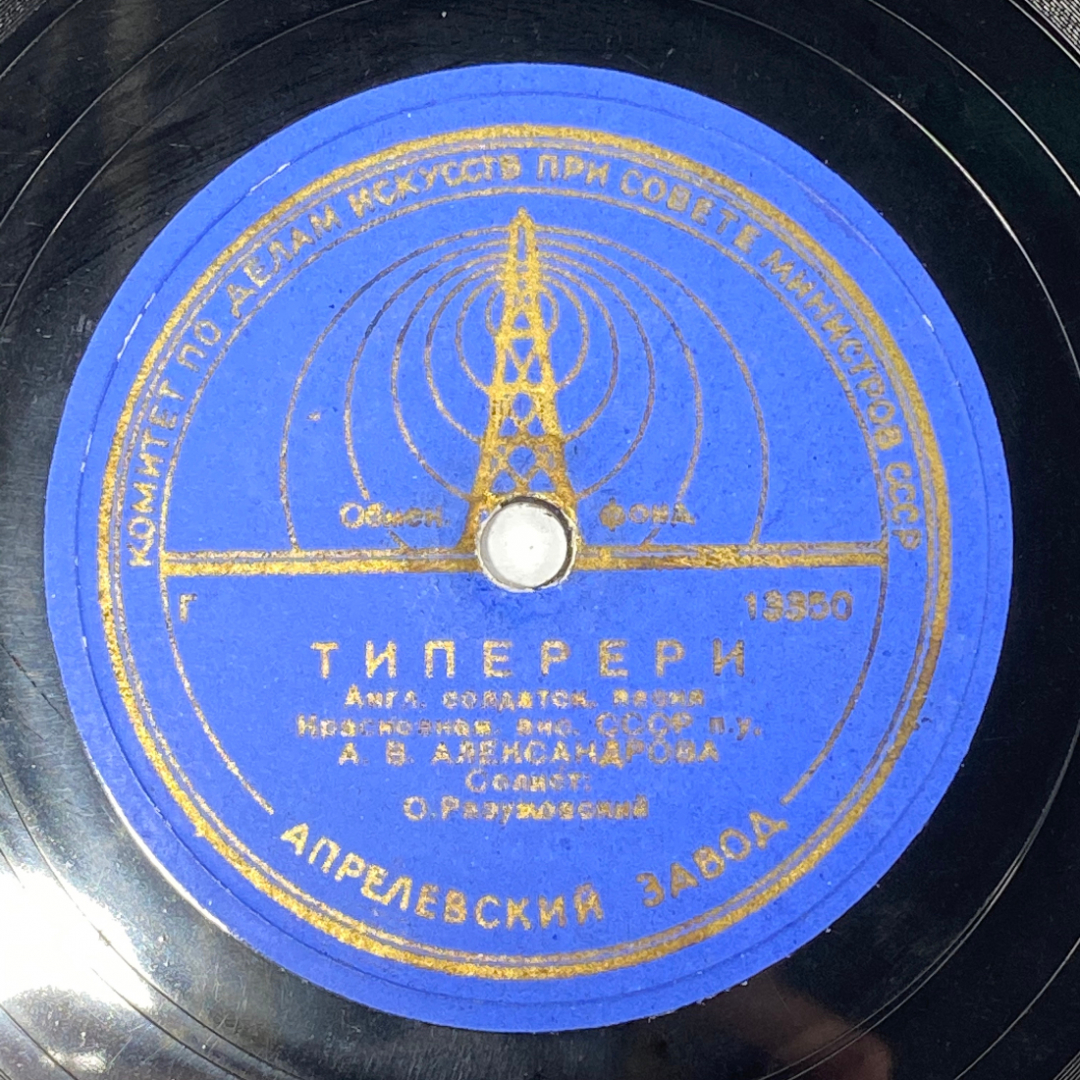 КОМИТЕТ ПО ДЕЛАМ ИСКУССТВ ПРИ СОВЕТЕ МИНИСТРОВ СССР
Обмен. фонд
Г 13350
ТИПЕРЕРИ
Англ. солдатск. песня
Краснознам. анс. СССР п.у.
А. В. АЛЕКСАНДРОВА
Солист:
О. Разумовский
АПРЕЛЕВСКИЙ ЗАВОД